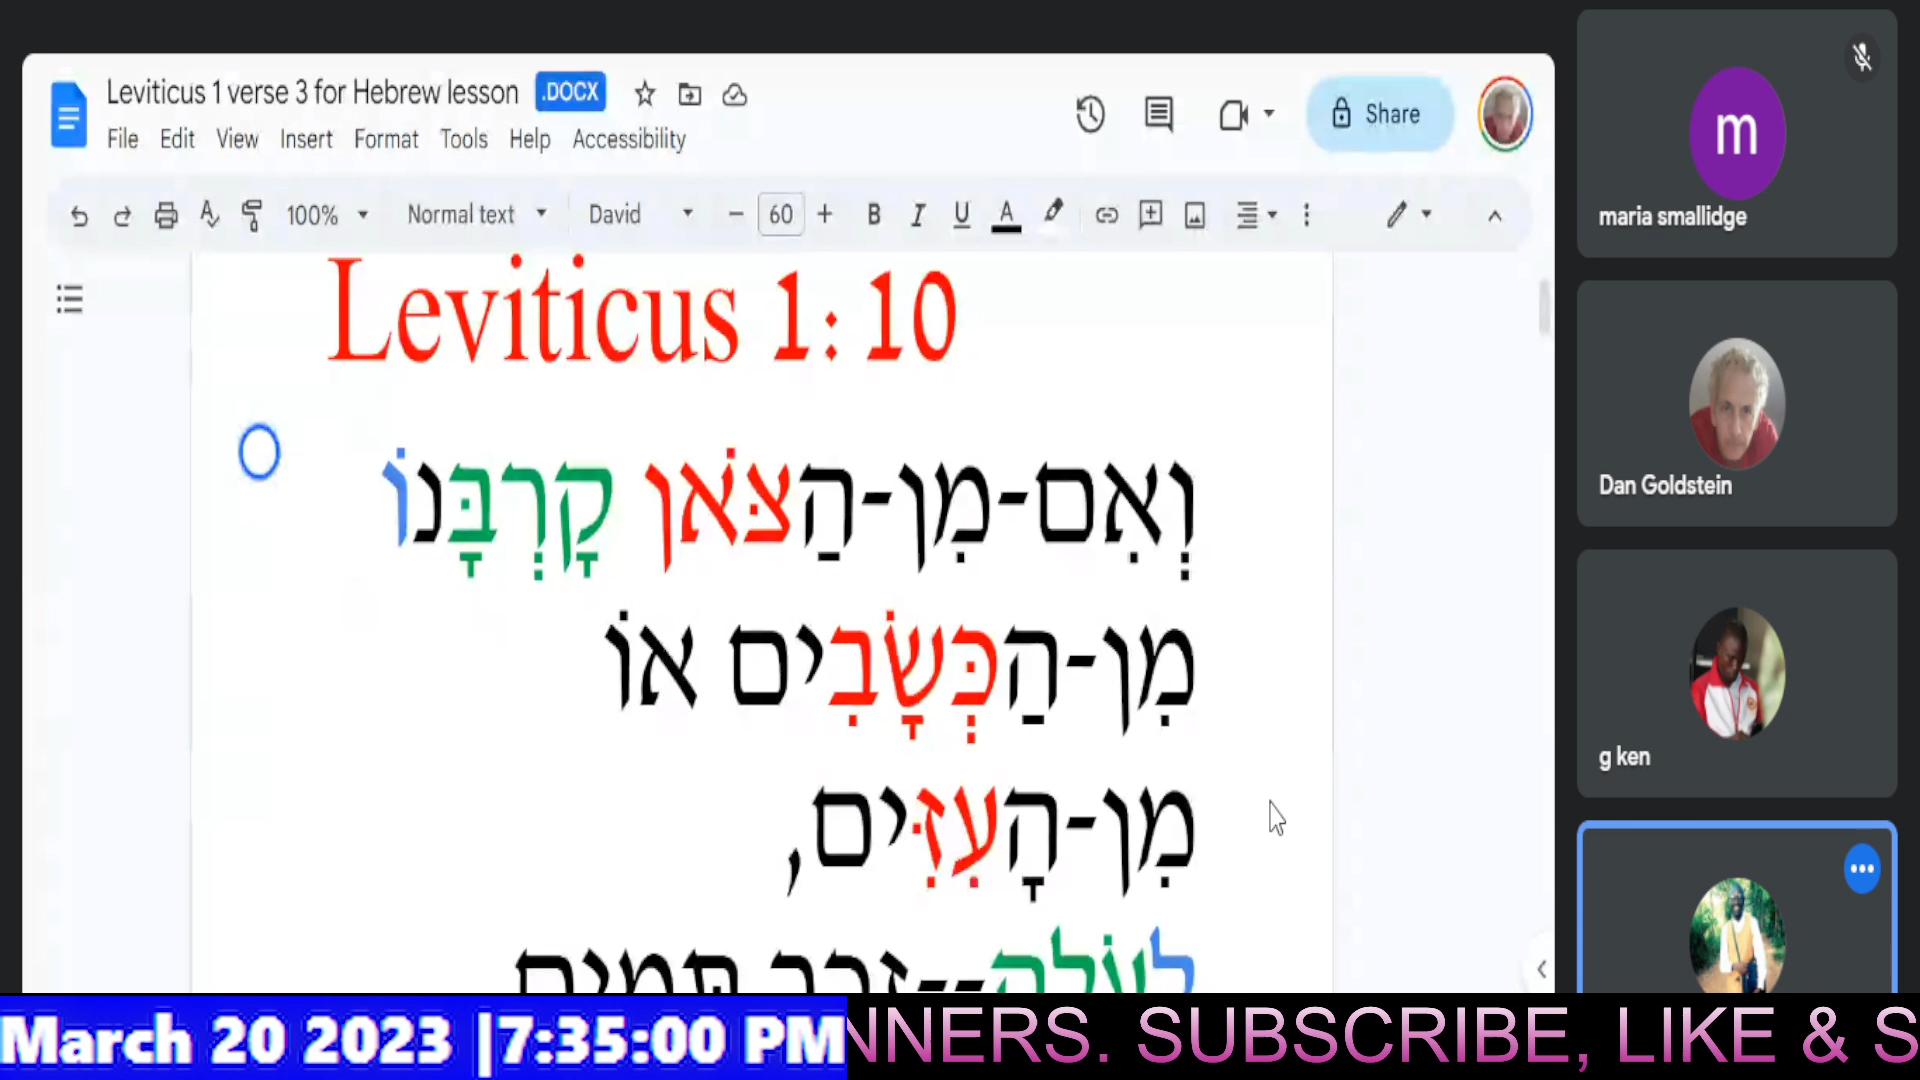 Leviticus 1 verse 3 for Hebrew lesson .DOCX
File Edit View Insert Format Tools Help Accessibility
Share
100% Normal text David 60 B I U A
Leviticus 1: 10
וְאִם-מִן-הַצֹּאן קָרְבָּנוֹ
מִן-הַכְּשָׂבִים אוֹ
מִן-הָעִזִּים,
לְעֹלָה--זָכָר תָּמִים
m
maria smallidge
Dan Goldstein
g ken
March 20 2023 |7:35:00 PM
NNERS. SUBSCRIBE, LIKE & S